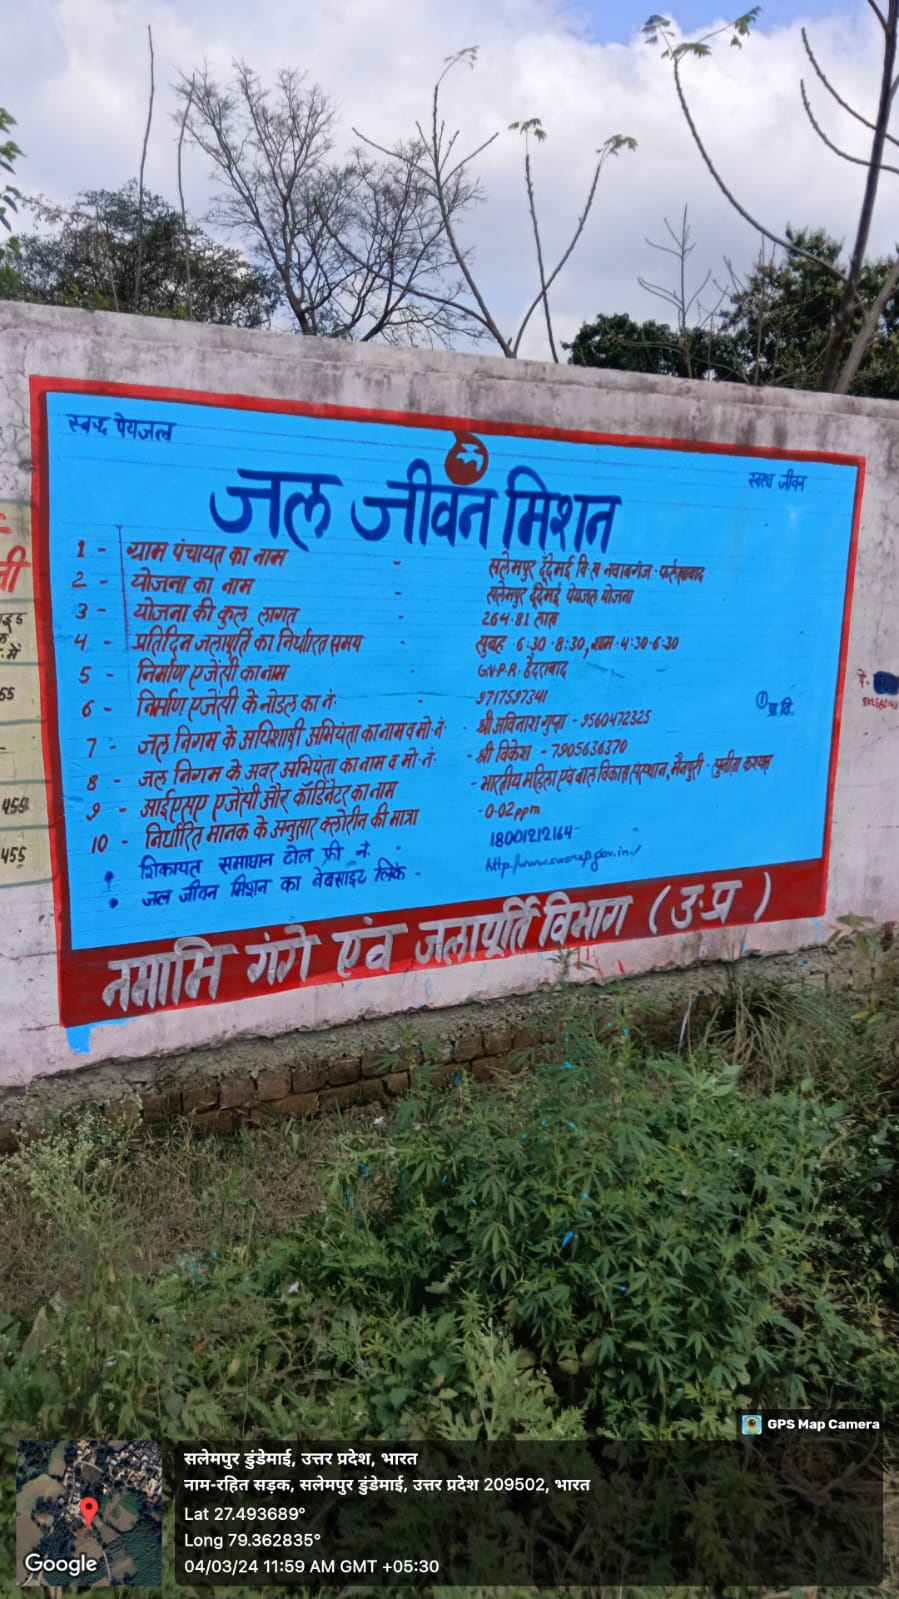 स्वच्छ पेयजल
स्वस्थ जीवन
जल जीवन मिशन
1 - ग्राम पंचायत का नाम - सलेमपुर दूँदेमई वि.ख नवाबगंज - फर्रुखाबाद
2 - योजना का नाम - सलेमपुर दूँदेमई पेयजल योजना
3 - योजना की कुल लागत 264.81 लाख
4 - प्रतिदिन जलापूर्ति का निर्धारित समय - सुबह 6:30-8:30, शाम 4:30-6:30
5 - निर्माण एजेंसी का नाम - G.V.P.R. हैदराबाद
6 - निर्माण एजेंसी के नोडल का नं. - 9717597341
7 - जल निगम के अधिशाषी अभियंता का नाम व मो. नं. - श्री अविनाश गुप्ता - 9560472325
8 - जल निगम के अवर अभियंता का नाम व मो. नं. - श्री विकेश - 7905636370
9 - आईएसए एजेंसी और कॉर्डिनेटर का नाम - भारतीय महिला एवं बाल विकास संस्थान, मैनपुरी - सुनीता कश्यप
10 - निर्धारित मानक के अनुसार क्लोरीन की मात्रा - 0.02ppm
• शिकायत समाधान टोल फ्री नं. 18001212164-
• जल जीवन मिशन का बेबसाइट लिंक - http://www.swsmup.gov.in./
① प्रा. वि.
नमामि गंगे एंव जलापूर्ति विभाग (उ.प्र)
55
459
455
GPS Map Camera
सलेमपुर डुंडेमाई, उत्तर प्रदेश, भारत
नाम-रहित सड़क, सलेमपुर डुंडेमाई, उत्तर प्रदेश 209502, भारत
Lat 27.493689°
Long 79.362835°
04/03/24 11:59 AM GMT +05:30
Google